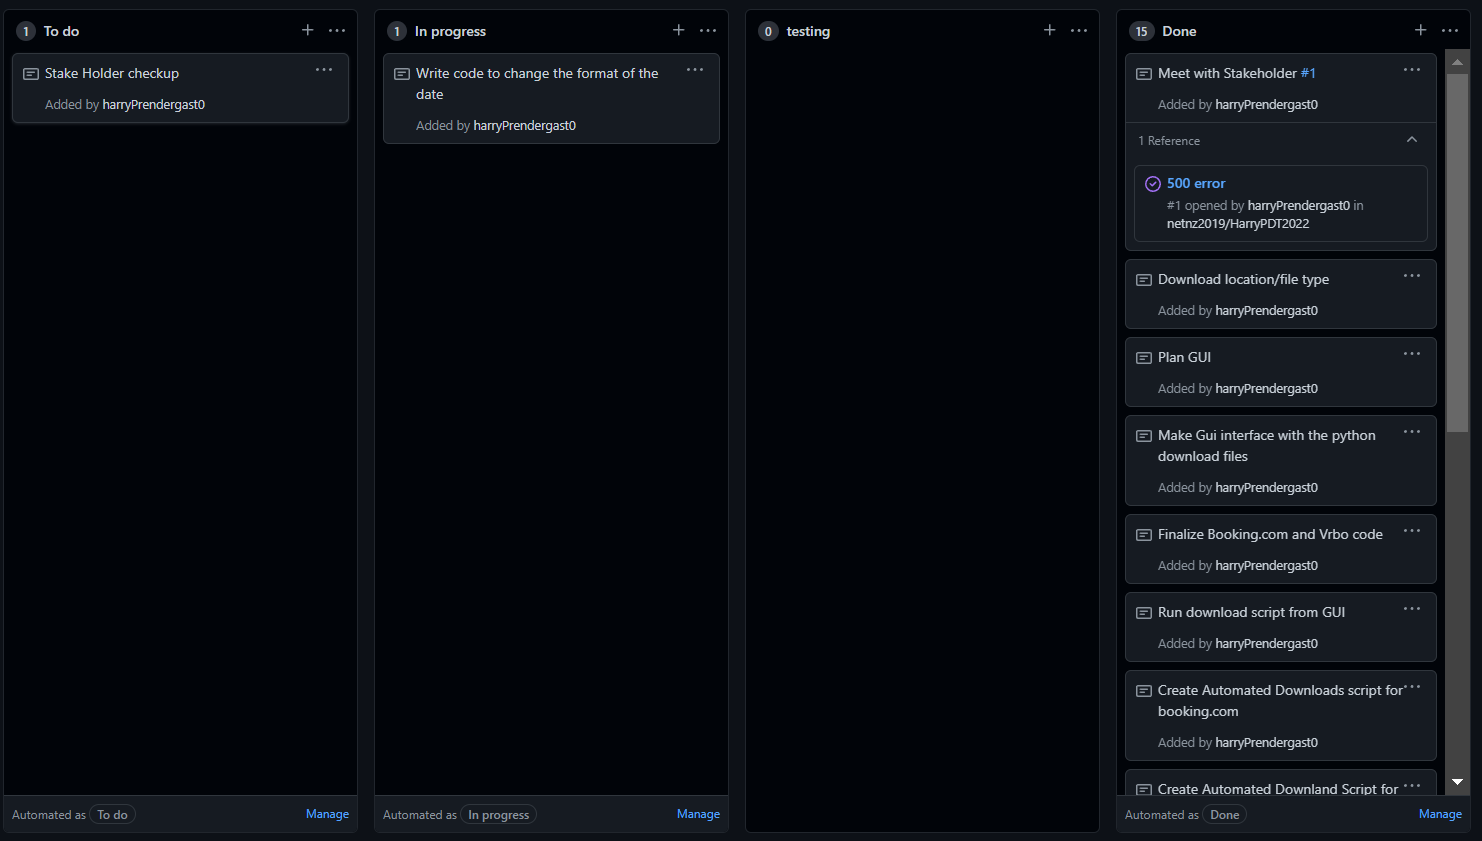 1 To do
Stake Holder checkup
Added by harryPrendergast0
Automated as To do
Manage
1 In progress
Write code to change the format of the
date
Added by harryPrendergast0
Automated as In progress
Manage
0 testing
15 Done
Meet with Stakeholder #1
Added by harryPrendergast0
1 Reference
500 error
#1 opened by harryPrendergast0 in
netnz2019/HarryPDT2022
Download location/file type
Added by harryPrendergast0
Plan GUI
Added by harryPrendergast0
Make Gui interface with the python
download files
Added by harryPrendergast0
Finalize Booking.com and Vrbo code
Added by harryPrendergast0
Run download script from GUI
Added by harryPrendergast0
Create Automated Downloads script for
booking.com
Added by harryPrendergast0
Create Automated Downland Script for
Automated as Done
Manage